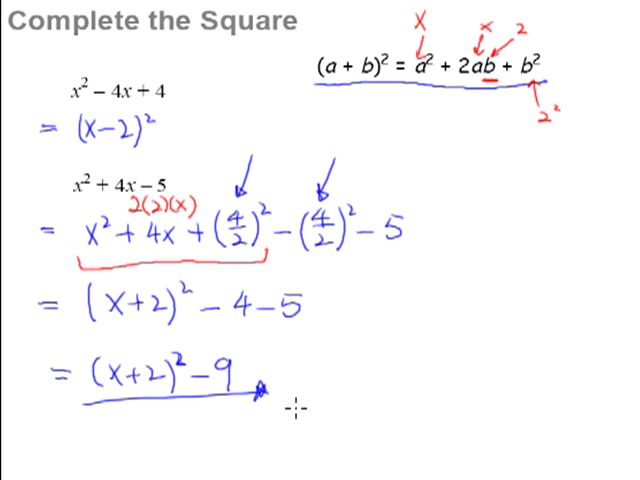 Complete the Square
x
x 2
(a + b)² = a² + 2ab + b²
2²
x² − 4x + 4
= (x−2)²
x² + 4x − 5
2(2)(x)
= x² + 4x + (4/2)² − (4/2)² − 5
= (x+2)² − 4 − 5
= (x+2)² − 9